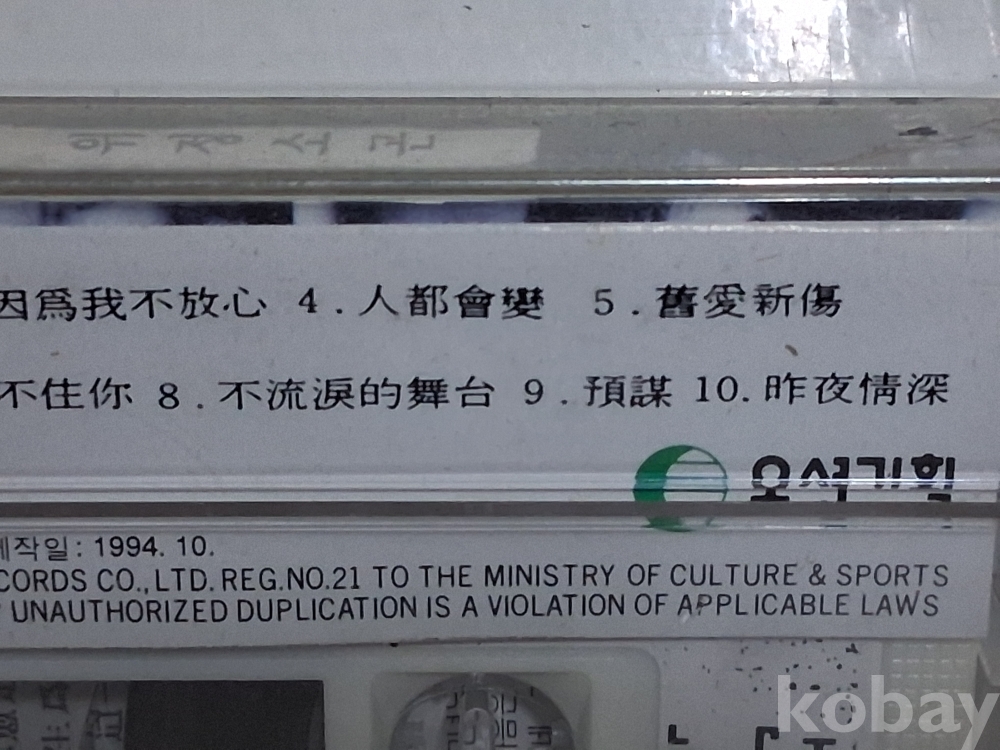 因爲我不放心 4. 人都會變 5. 舊愛新傷
不住你 8. 不流淚的舞台 9. 預謀 10. 昨夜情深
오석기획
제작일: 1994. 10.
CORDS CO., LTD. REG.NO.21 TO THE MINISTRY OF CULTURE & SPORTS
UNAUTHORIZED DUPLICATION IS A VIOLATION OF APPLICABLE LAWS
kobay